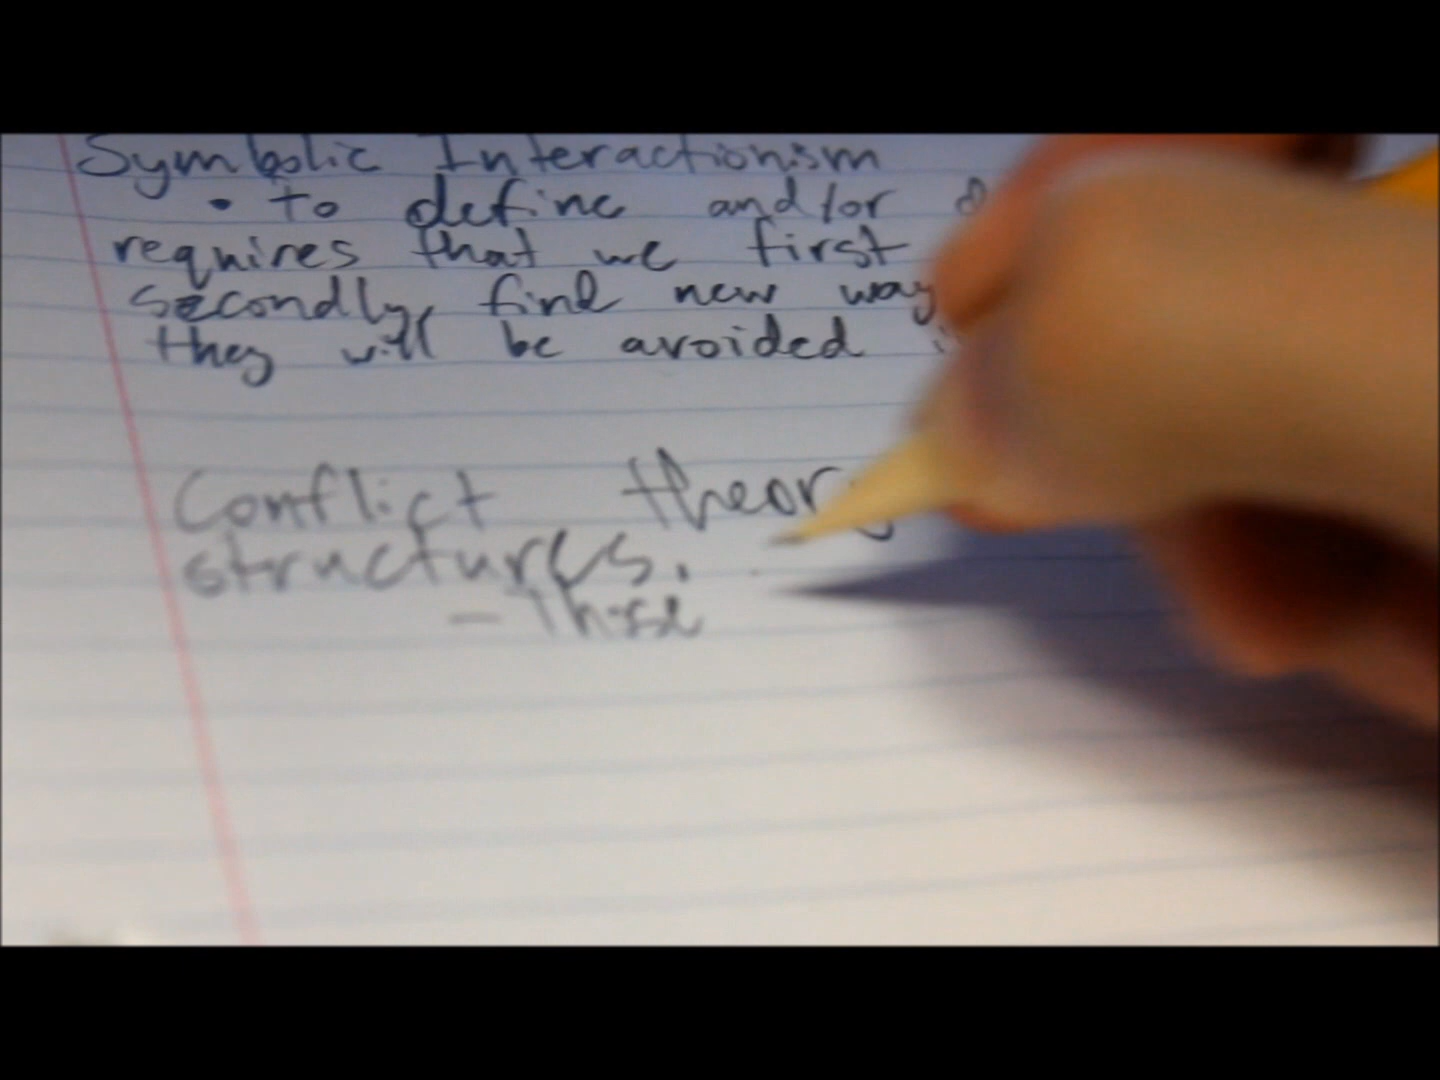 Symbolic Interactionism
• to define and/or
requires that we first
secondly, find new way
they will be avoided
Conflict theory
structures.
- Those